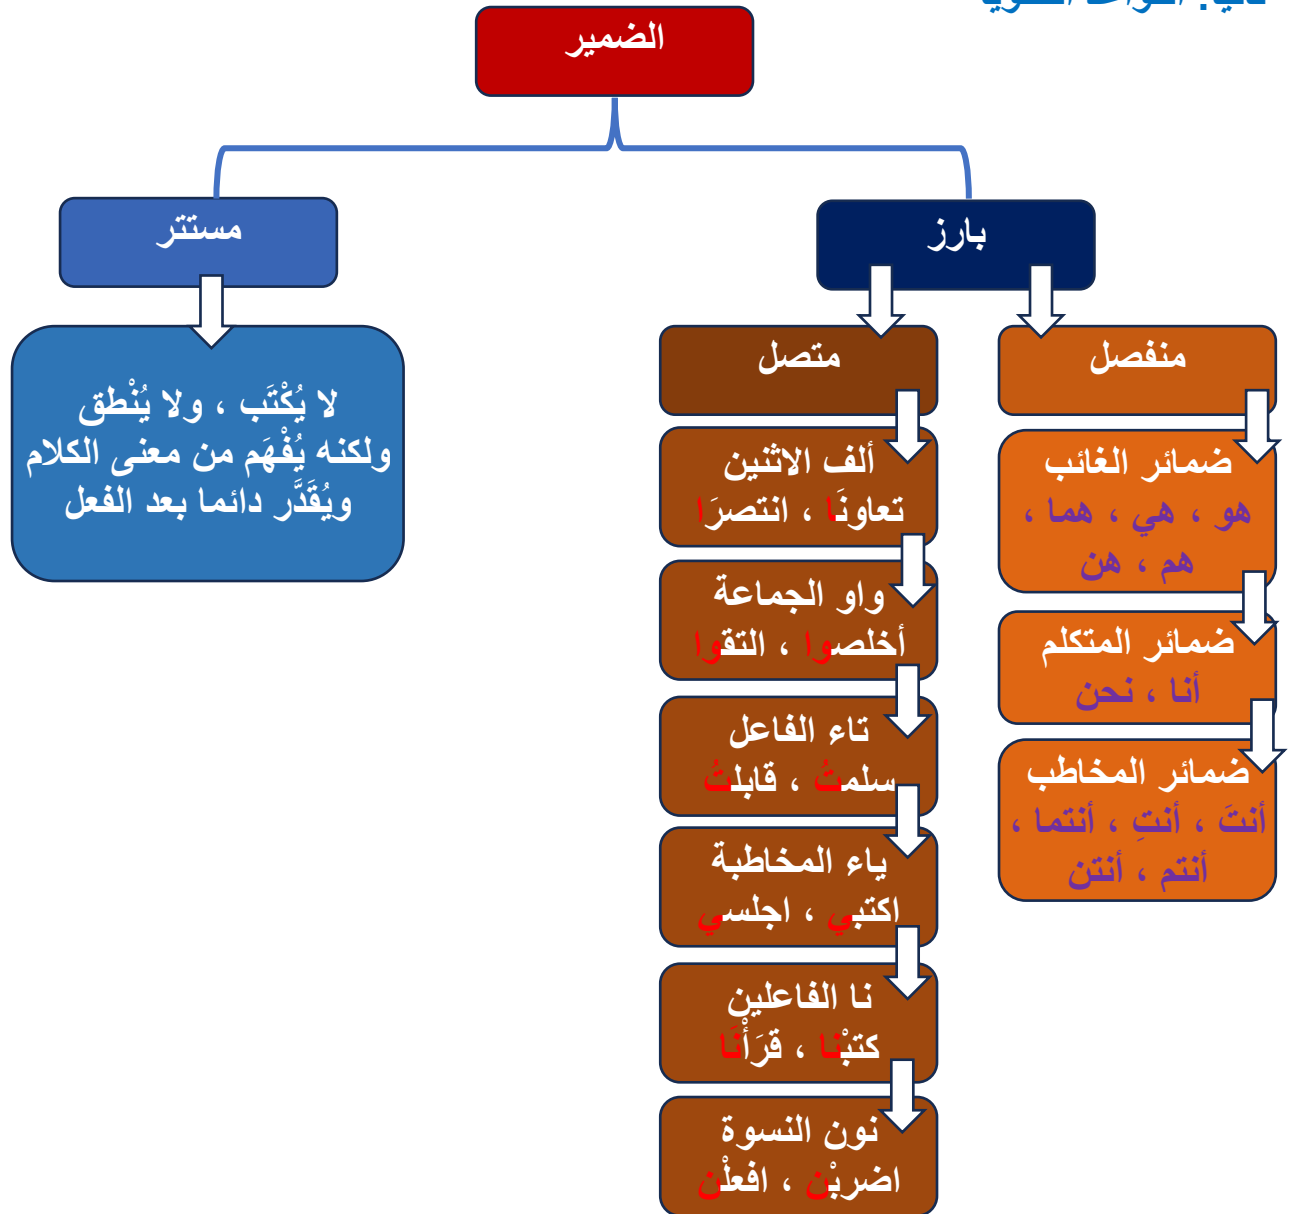 الضمير
بارز
مستتر
منفصل
ضمائر الغائب
هو ، هي ، هما ،
هم ، هن
ضمائر المتكلم
أنا ، نحن
ضمائر المخاطب
أنتَ ، أنتِ ، أنتما ،
أنتم ، أنتن
متصل
ألف الاثنين
تعاونَا ، انتصرَا
واو الجماعة
أخلصوا ، التقوا
تاء الفاعل
سلمتُ ، قابلتُ
ياء المخاطبة
اكتبي ، اجلسي
نا الفاعلين
كتبْنا ، قرَأْنَا
نون النسوة
اضربْن ، افعلْن
لا يُكْتَب ، ولا يُنْطق
ولكنه يُفْهَم من معنى الكلام
ويُقَدَّر دائما بعد الفعل